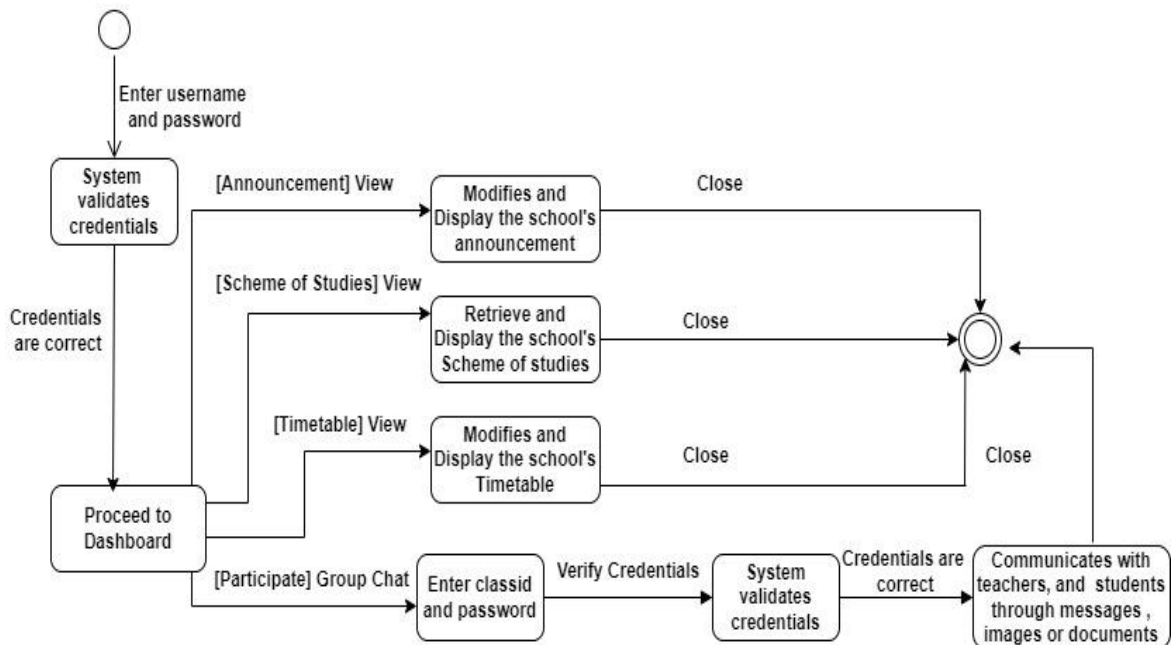 Enter username
and password
System
validates
credentials
[Announcement] View
Modifies and
Display the school's
announcement
Close
[Scheme of Studies] View
Retrieve and
Display the school's
Scheme of studies
Close
Credentials
are correct
[Timetable] View
Modifies and
Display the school's
Timetable
Close
Close
Proceed to
Dashboard
[Participate] Group Chat
Enter classid
and password
Verify Credentials
System
validates
credentials
Credentials are
correct
Communicates with
teachers, and students
through messages ,
images or documents